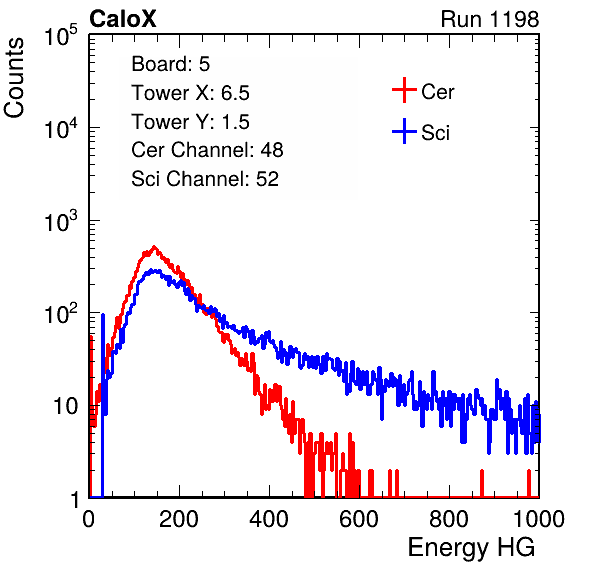 CaloX Run 1198
Counts
Board: 5
Tower X: 6.5
Tower Y: 1.5
Cer Channel: 48
Sci Channel: 52
Cer
Sci
10^5
10^4
10^3
10^2
10
1
0 200 400 600 800 1000
Energy HG